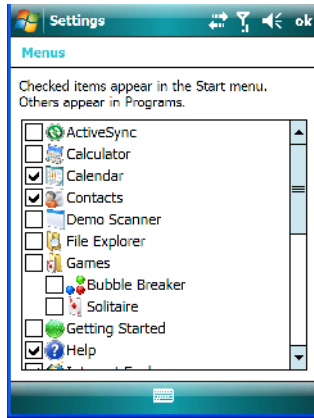 Settings
ok
Menus
Checked items appear in the Start menu.
Others appear in Programs.
ActiveSync
Calculator
Calendar
Contacts
Demo Scanner
File Explorer
Games
Bubble Breaker
Solitaire
Getting Started
Help